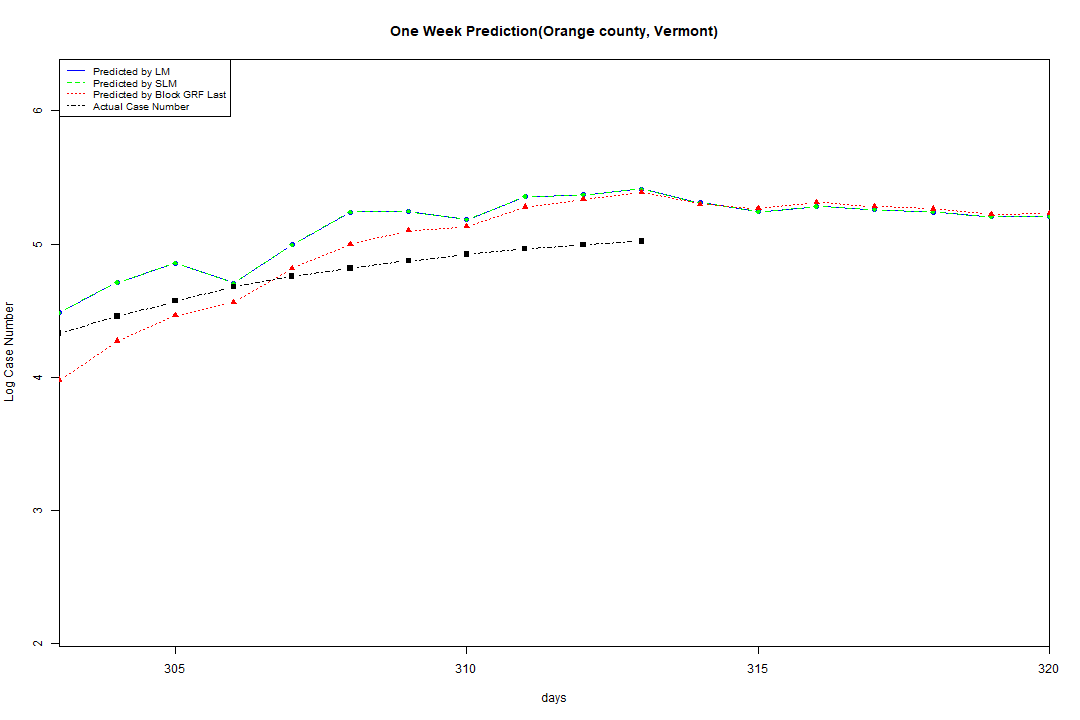 One Week Prediction(Orange county, Vermont)
Predicted by LM
Predicted by SLM
Predicted by Block GRF Last
Actual Case Number
6
5
4
3
2
Log Case Number
305 310 315 320
days